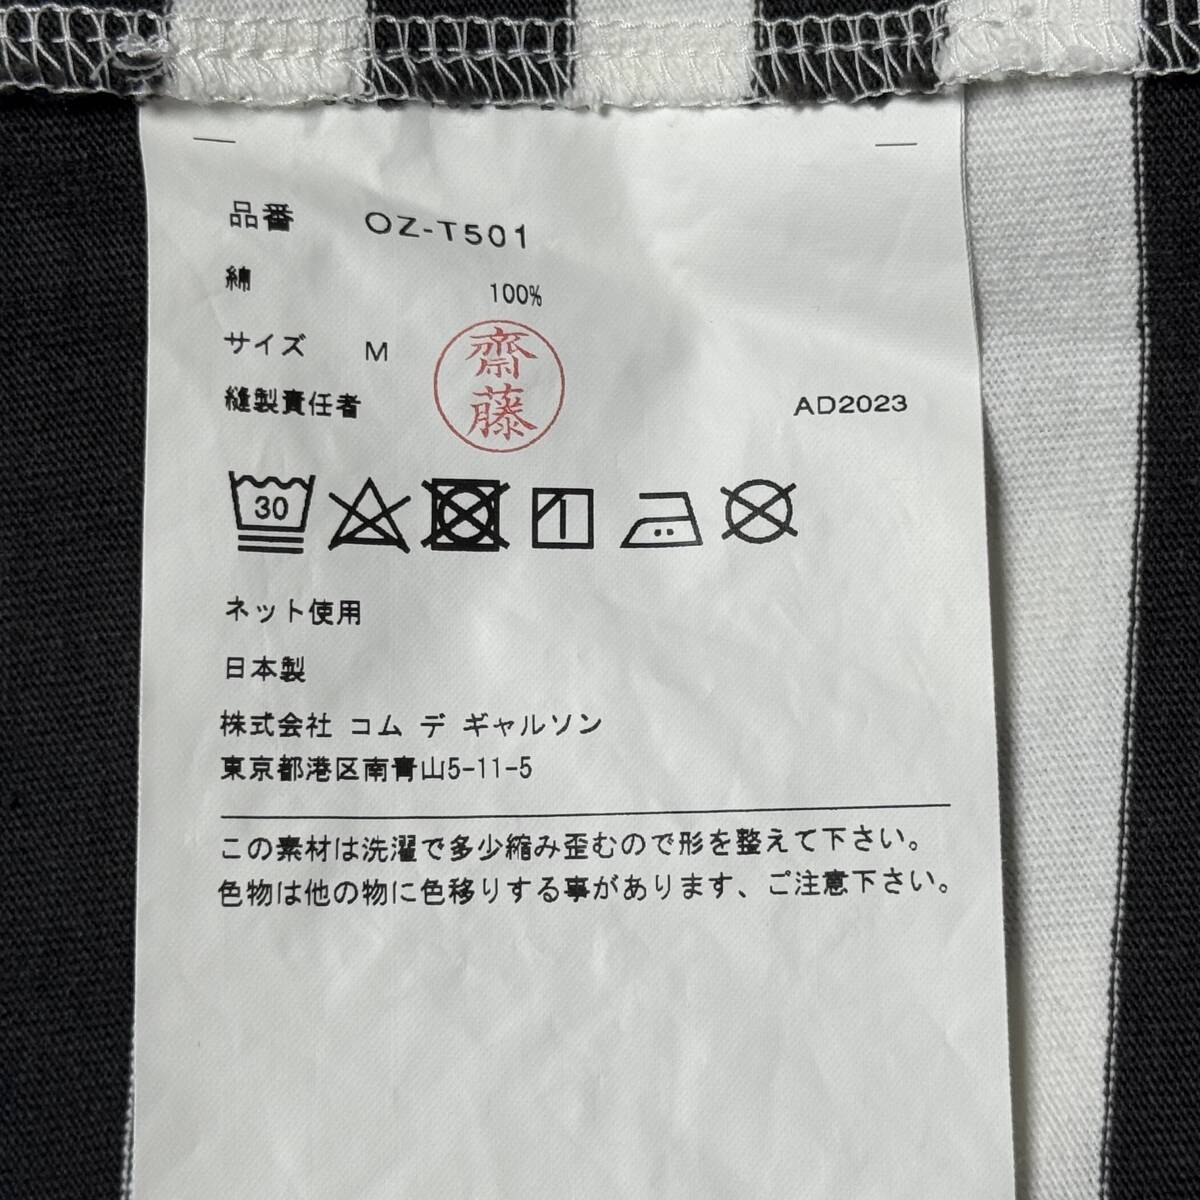 品番 OZ-T501
綿 100%
サイズ M
齋藤
縫製責任者 AD2023
30
ネット使用
日本製
株式会社 コム デ ギャルソン
東京都港区南青山5-11-5
この素材は洗濯で多少縮み歪むので形を整えて下さい。
色物は他の物に色移りする事があります、ご注意下さい。